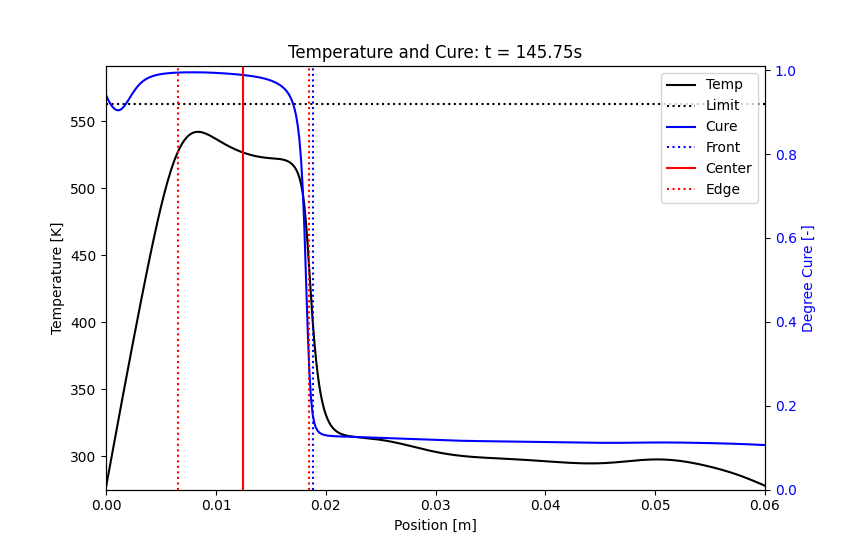 Temperature and Cure: t = 145.75s
Temp
Limit
Cure
Front
Center
Edge
550
500
450
400
350
300
Temperature [K]
1.0
0.8
0.6
0.4
0.2
0.0
Degree Cure [-]
0.00 0.01 0.02 0.03 0.04 0.05 0.06
Position [m]